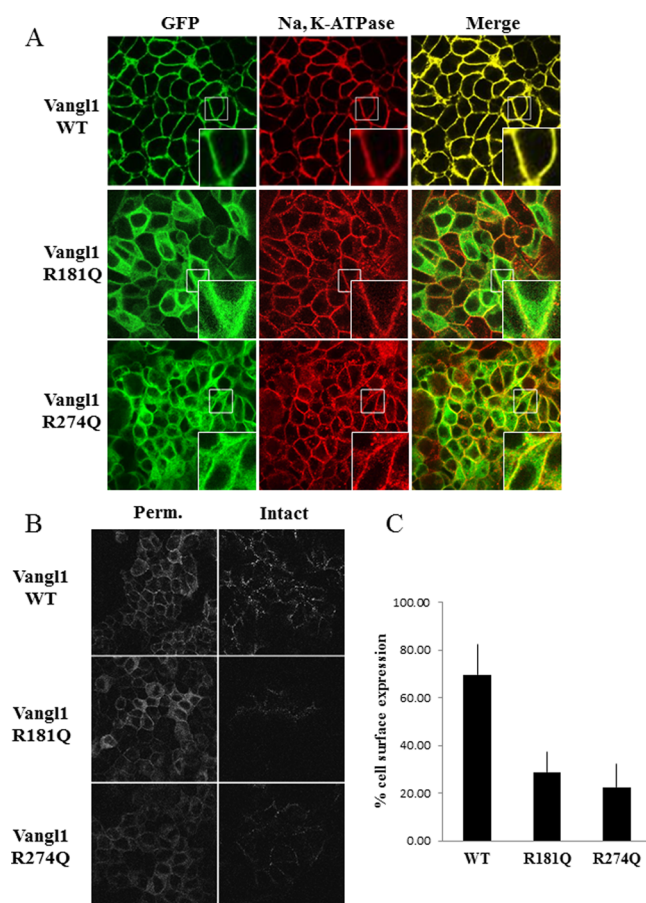 A
GFP
Na, K-ATPase
Merge
Vangl1
WT
Vangl1
R181Q
Vangl1
R274Q
B
Perm.
Intact
Vangl1
WT
Vangl1
R181Q
Vangl1
R274Q
C
% cell surface expression
100.00
80.00
60.00
40.00
20.00
0.00
WT
R181Q
R274Q